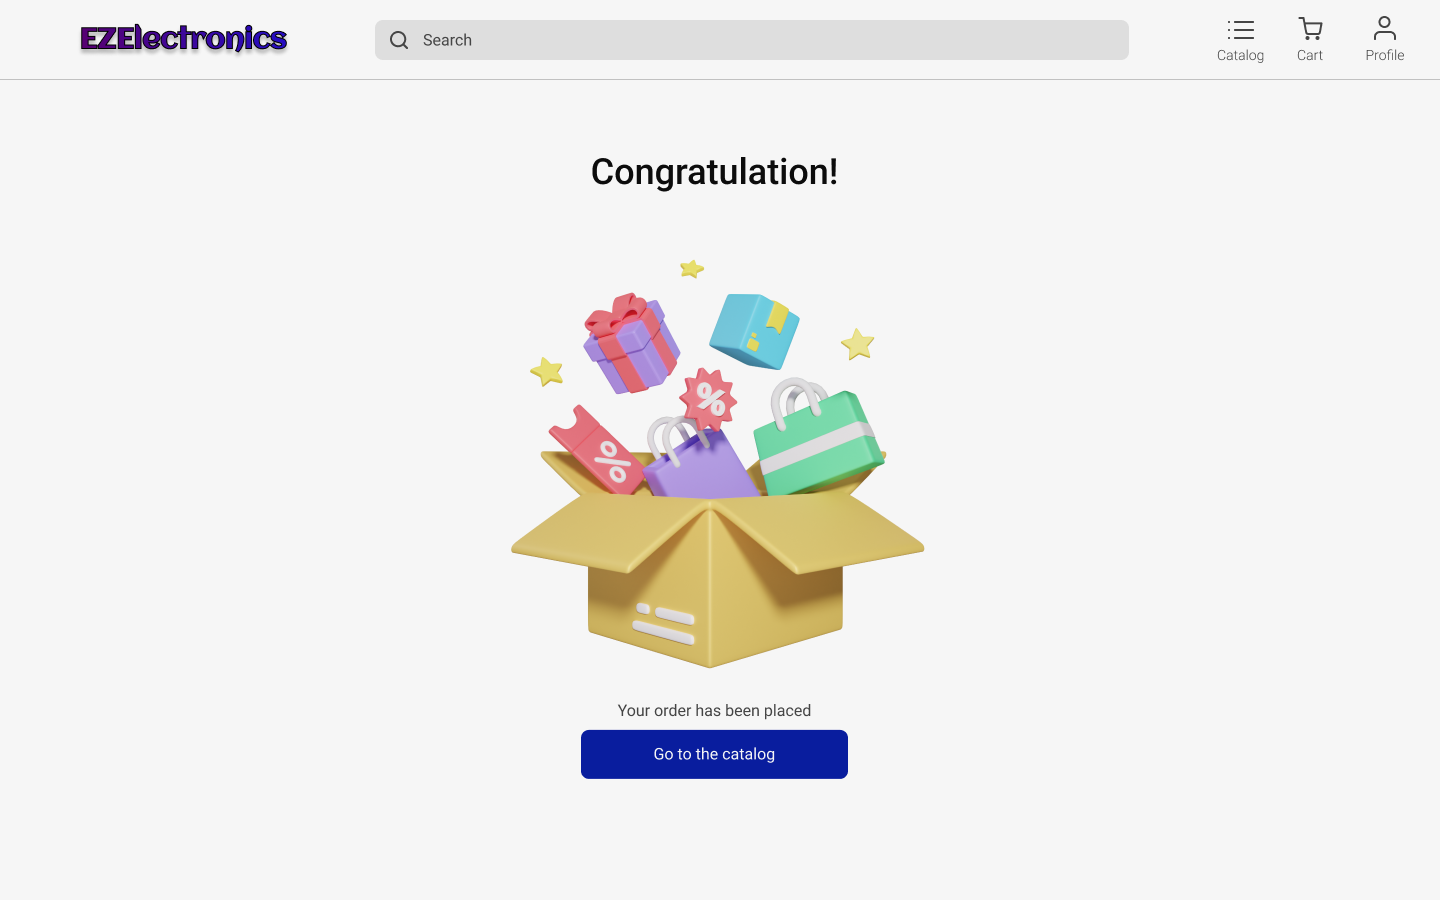 EZElectronics
Search
Catalog
Cart
Profile
Congratulation!
%
%
Your order has been placed
Go to the catalog